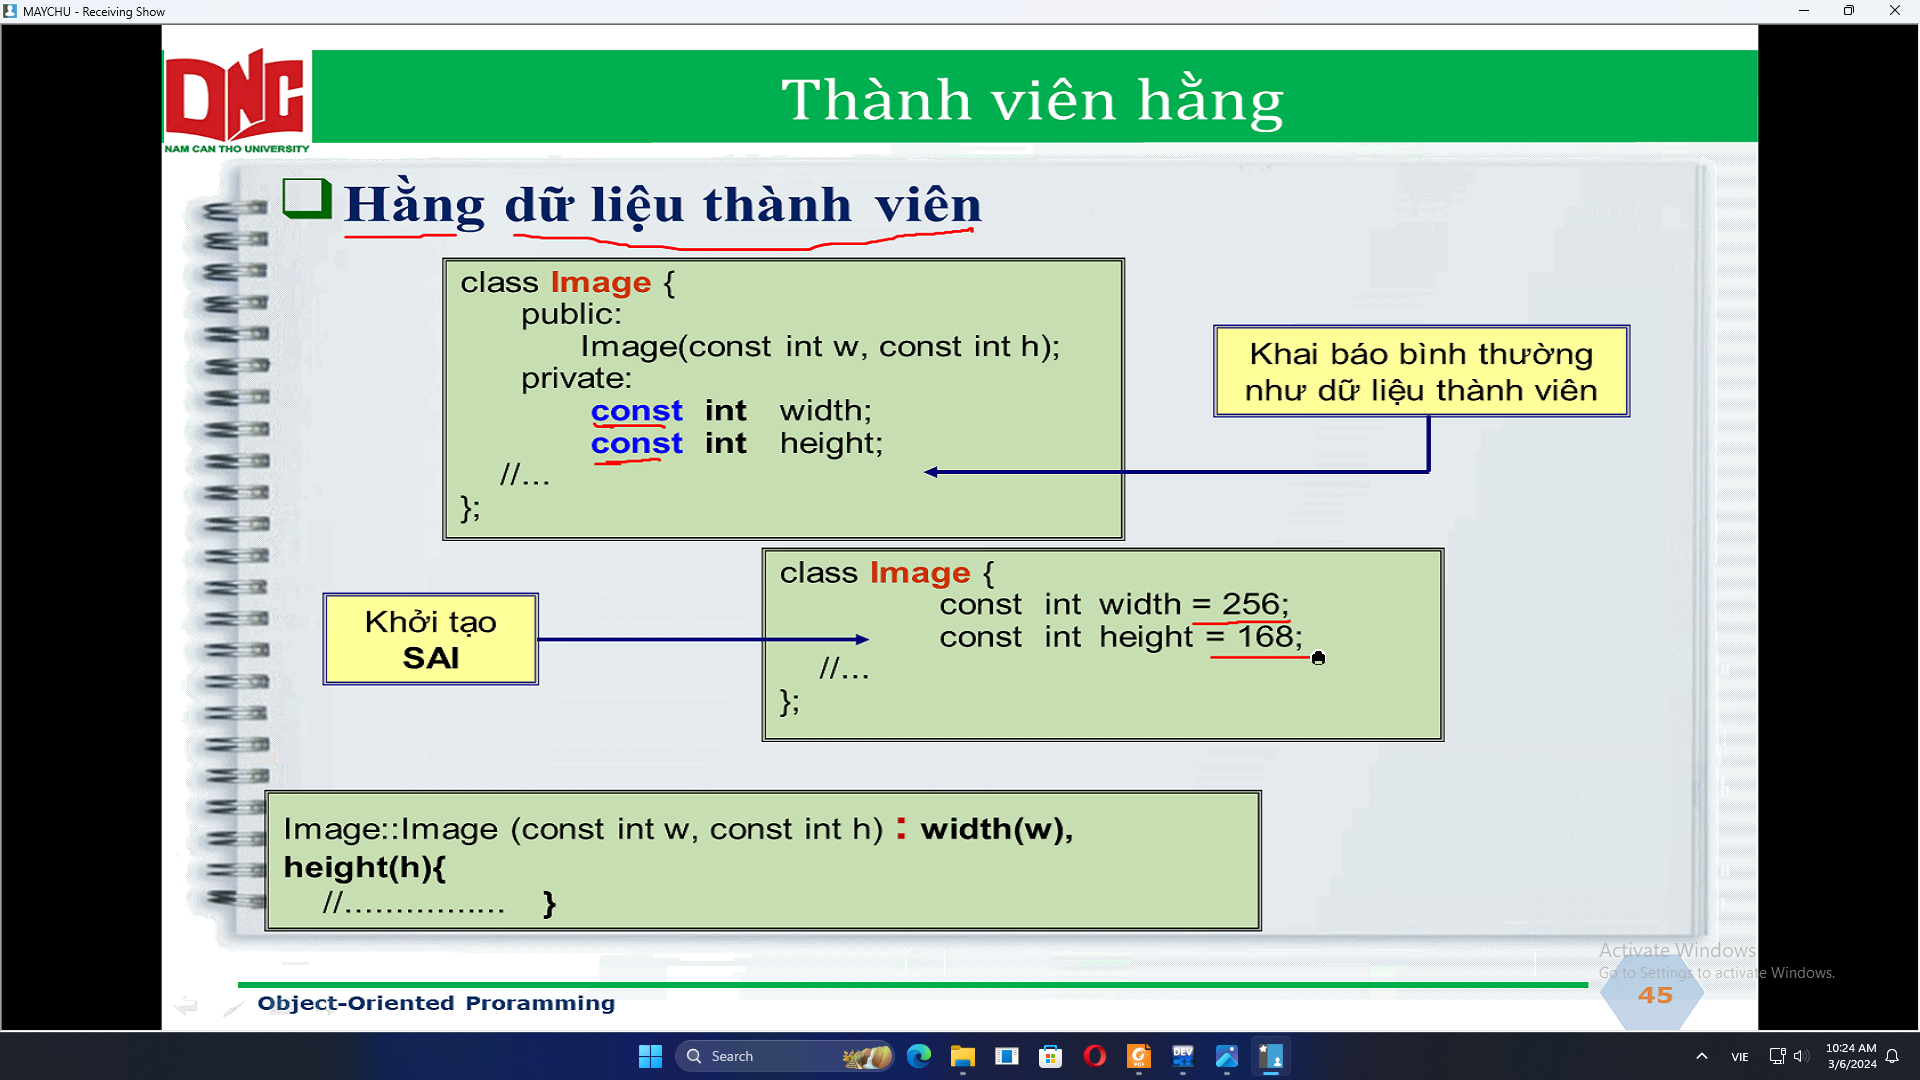 MAYCHU - Receiving Show
DNC
NAM CAN THO UNIVERSITY
Thành viên hằng
Hằng dữ liệu thành viên
class Image {
public:
Image(const int w, const int h);
private:
const int width;
const int height;
//...
};
Khai báo bình thường
như dữ liệu thành viên
Khởi tạo
SAI
class Image {
const int width = 256;
const int height = 168;
//...
};
Image::Image (const int w, const int h) : width(w),
height(h){
//................ }
Activate Windows
Go to Settings to activate Windows.
45
Object-Oriented Proramming
Search
PDF
DEV
VIE
10:24 AM
3/6/2024